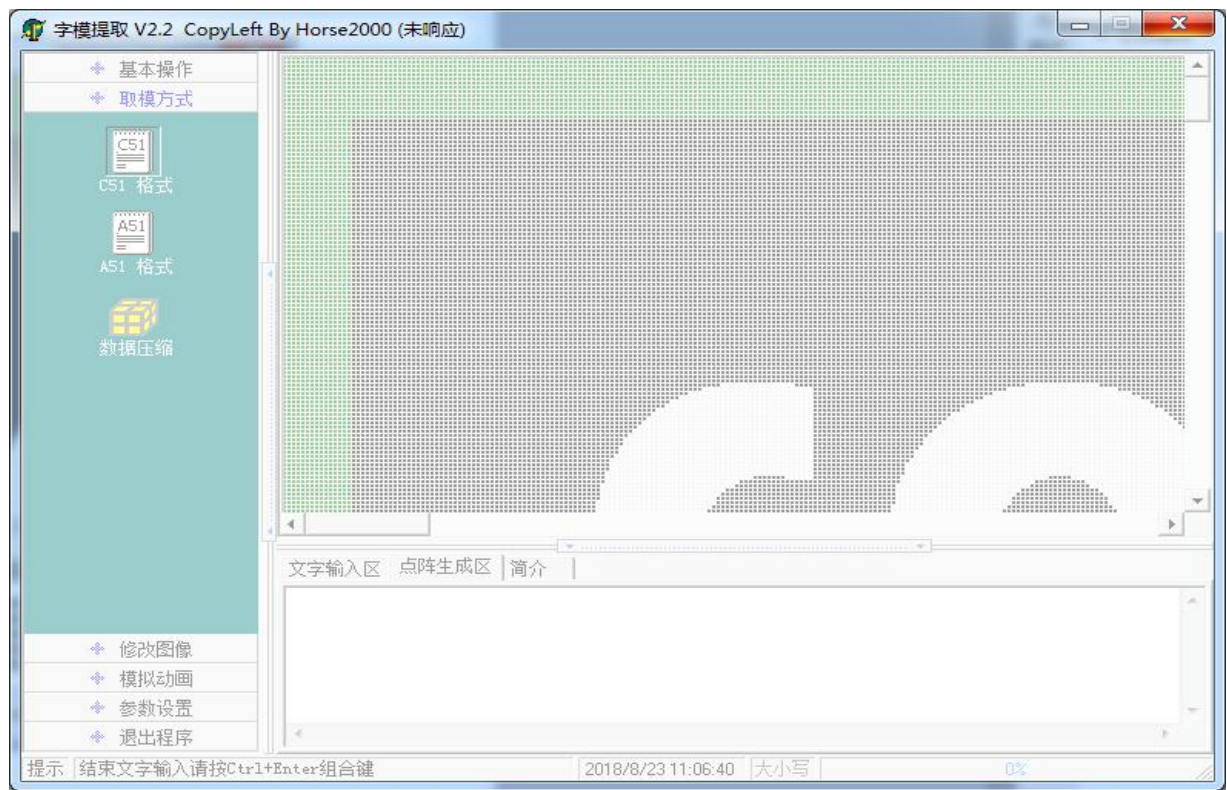 字模提取 V2.2 CopyLeft By Horse2000 (未响应)
基本操作
取模方式
C51
C51 格式
A51
A51 格式
数据压缩
修改图像
模拟动画
参数设置
退出程序
文字输入区 点阵生成区 简介
提示 结束文字输入请按Ctrl+Enter组合键 2018/8/23 11:06:40 大小写 0%